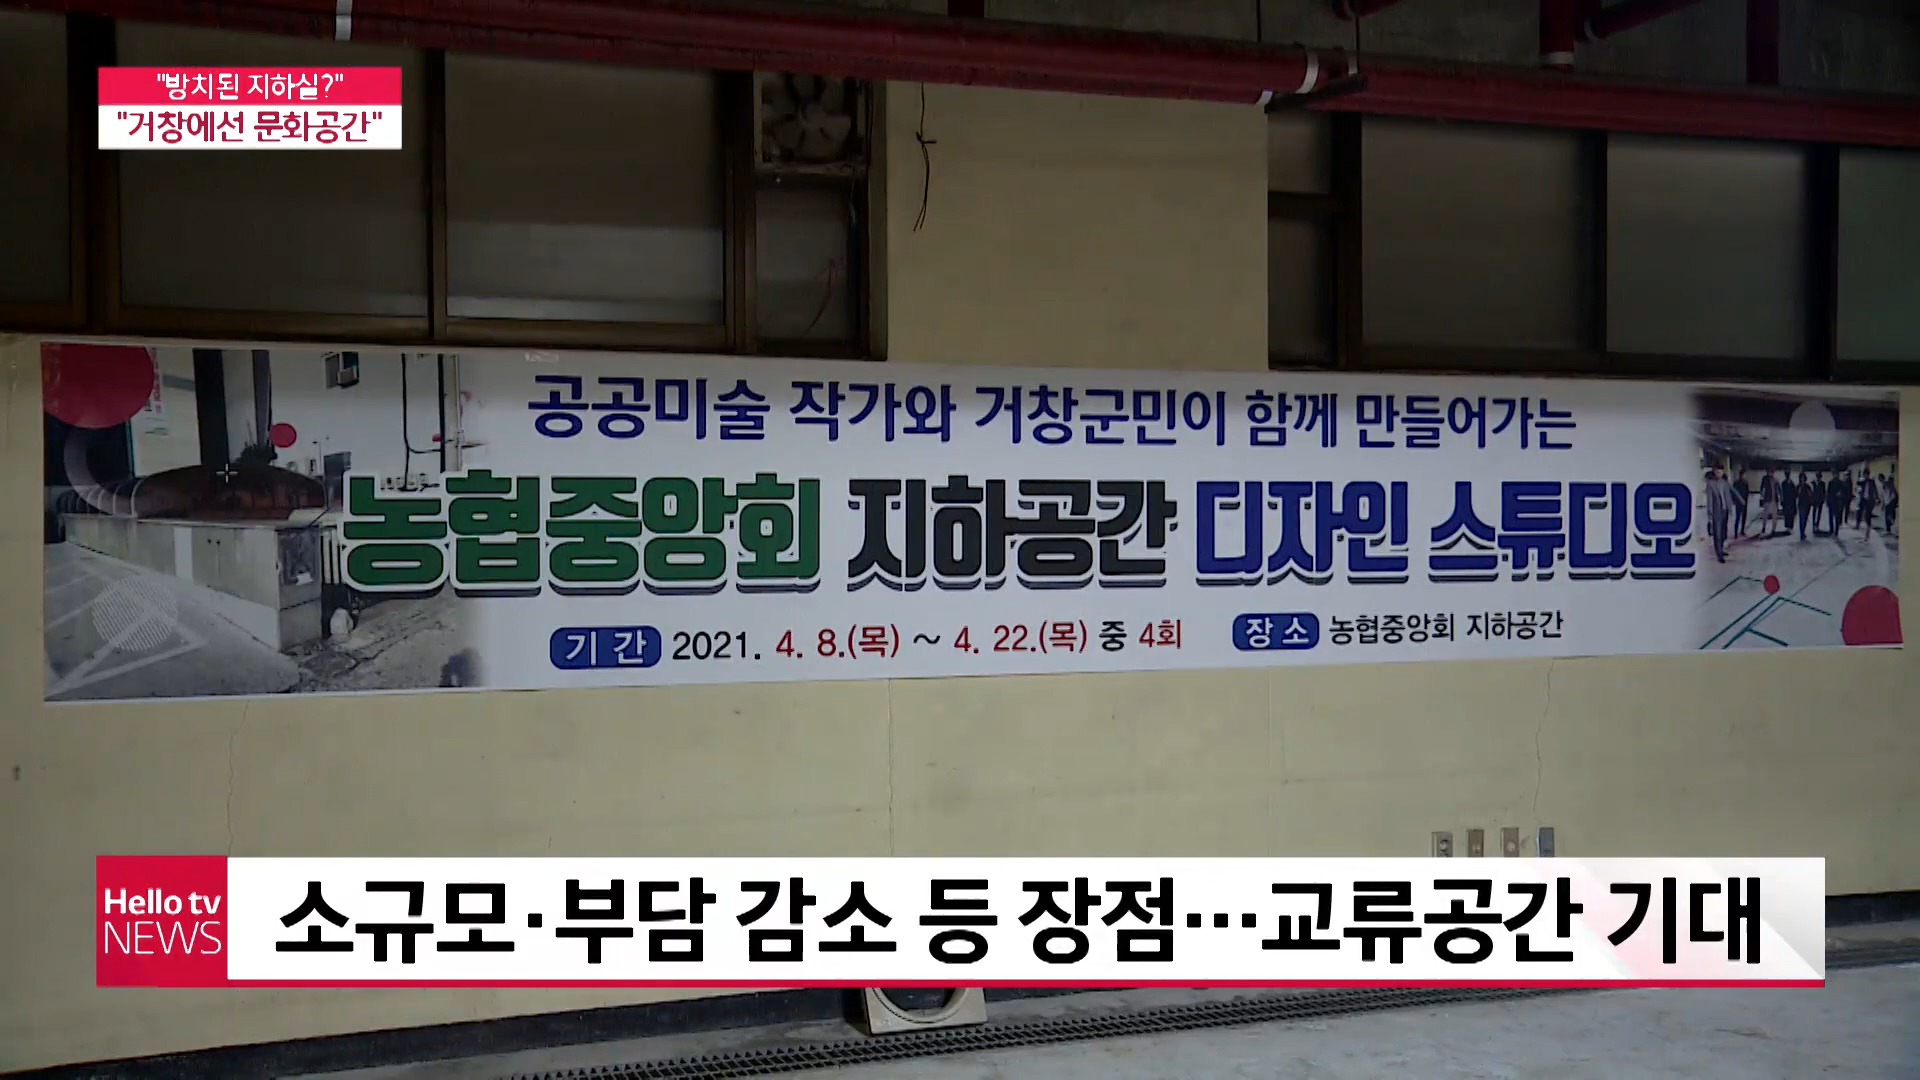 "방치된 지하실?"
"거창에선 문화공간"
공공미술 작가와 거창군민이 함께 만들어가는
농협중앙회 지하공간 디자인 스튜디오
기 간 2021. 4. 8.(목) ~ 4. 22.(목) 중 4회 장 소 농협중앙회 지하공간
Hello tv
NEWS
소규모·부담 감소 등 장점…교류공간 기대